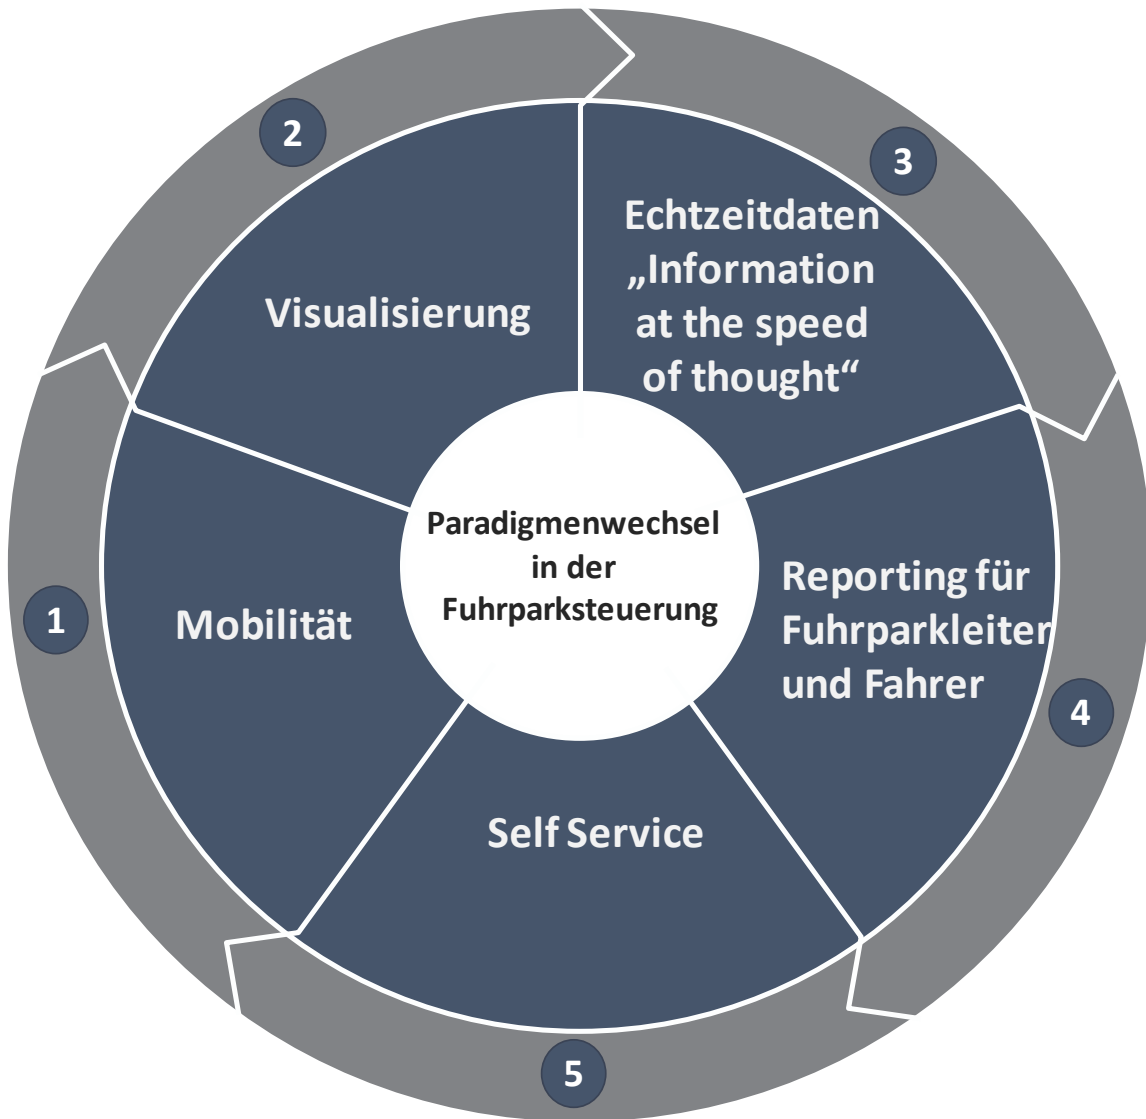 2
3
Echtzeitdaten
„Information
at the speed
of thought“
Visualisierung
Paradigmenwechsel
in der
Fuhrparksteuerung
1
Mobilität
Reporting für
Fuhrparkleiter
und Fahrer
4
Self Service
5